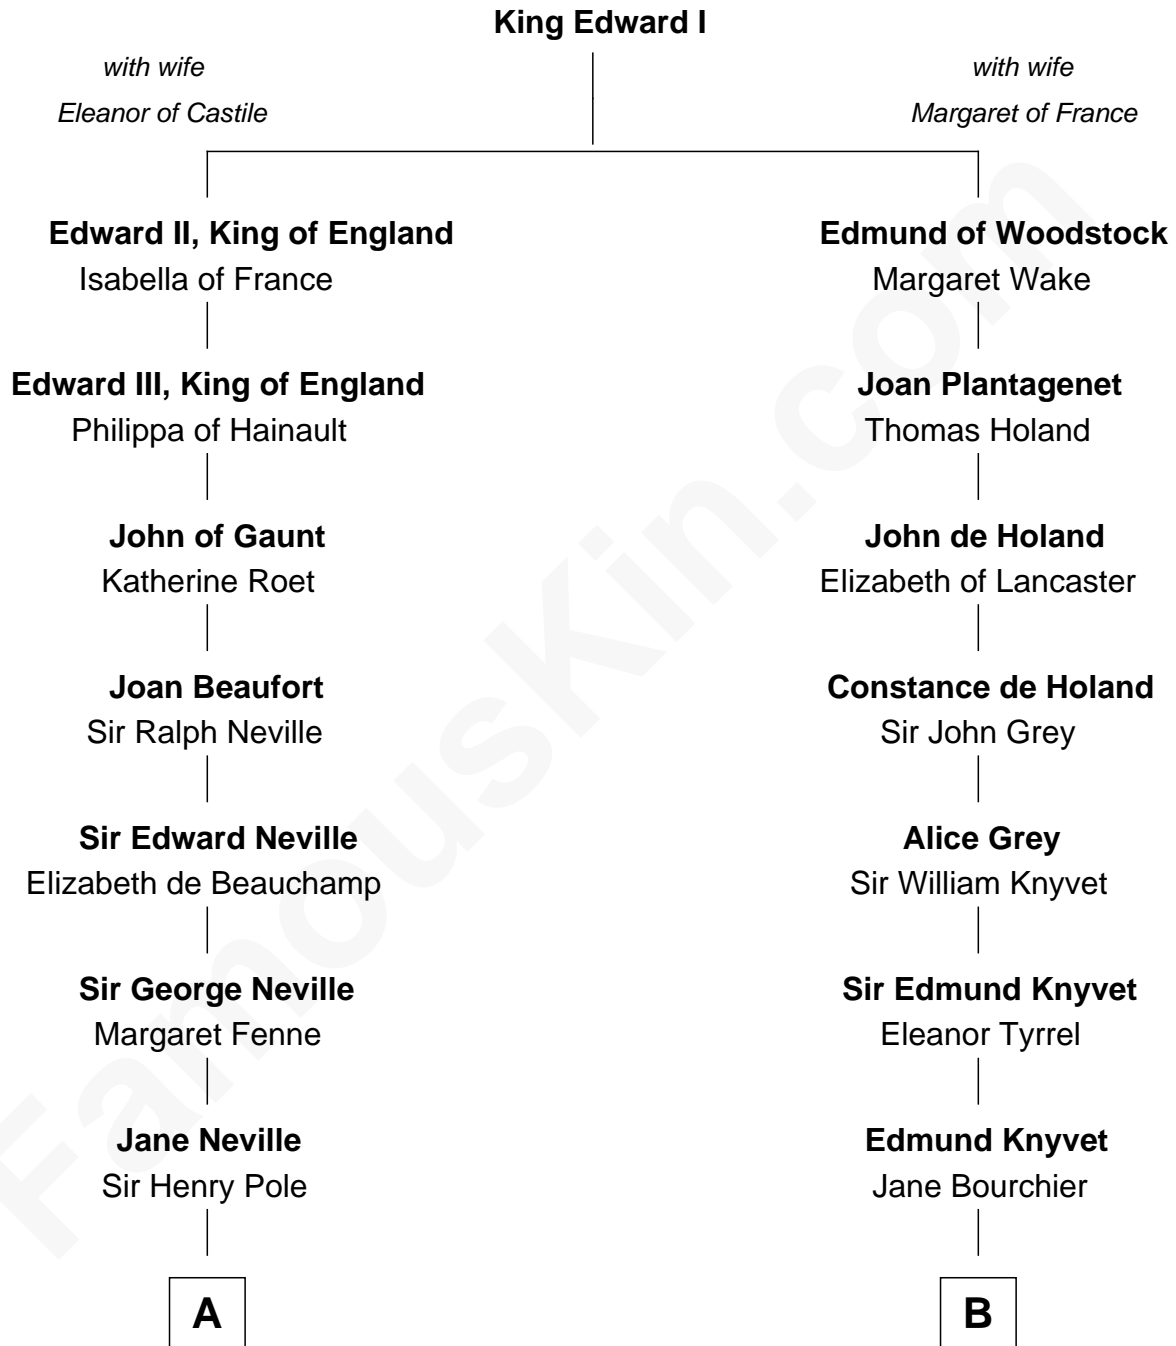 King Edward I
with wife
Eleanor of Castile
with wife
Margaret of France
Edward II, King of England
Isabella of France
Edmund of Woodstock
Margaret Wake
Edward III, King of England
Philippa of Hainault
Joan Plantagenet
Thomas Holand
John of Gaunt
Katherine Roet
John de Holand
Elizabeth of Lancaster
Joan Beaufort
Sir Ralph Neville
Constance de Holand
Sir John Grey
Sir Edward Neville
Elizabeth de Beauchamp
Alice Grey
Sir William Knyvet
Sir George Neville
Margaret Fenne
Sir Edmund Knyvet
Eleanor Tyrrel
Jane Neville
Sir Henry Pole
Edmund Knyvet
Jane Bourchier
A
B
FamousKin.com